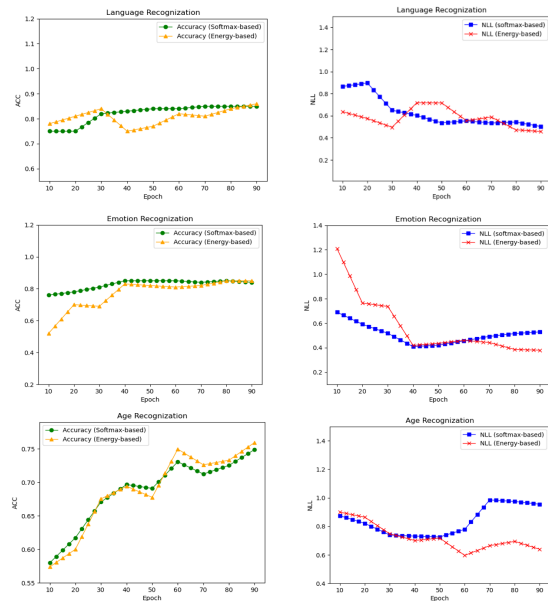 Language Recognization
Accuracy (Softmax-based)
Accuracy (Energy-based)
ACC
1.2
1.1
1.0
0.9
0.8
0.7
0.6
10 20 30 40 50 60 70 80 90
Epoch
Language Recognization
NLL (softmax-based)
NLL (Energy-based)
NLL
1.4
1.2
1.0
0.8
0.6
0.4
0.2
10 20 30 40 50 60 70 80 90
Epoch
Emotion Recognization
Accuracy (Softmax-based)
Accuracy (Energy-based)
ACC
1.2
1.0
0.8
0.6
0.4
0.2
10 20 30 40 50 60 70 80 90
Epoch
Emotion Recognization
NLL (softmax-based)
NLL (Energy-based)
NLL
1.4
1.2
1.0
0.8
0.6
0.4
0.2
10 20 30 40 50 60 70 80 90
Epoch
Age Recognization
Accuracy (Softmax-based)
Accuracy (Energy-based)
ACC
0.75
0.70
0.65
0.60
0.55
10 20 30 40 50 60 70 80 90
Epoch
Age Recognization
NLL (softmax-based)
NLL (Energy-based)
NLL
1.4
1.2
1.0
0.8
0.6
0.4
10 20 30 40 50 60 70 80 90
Epoch